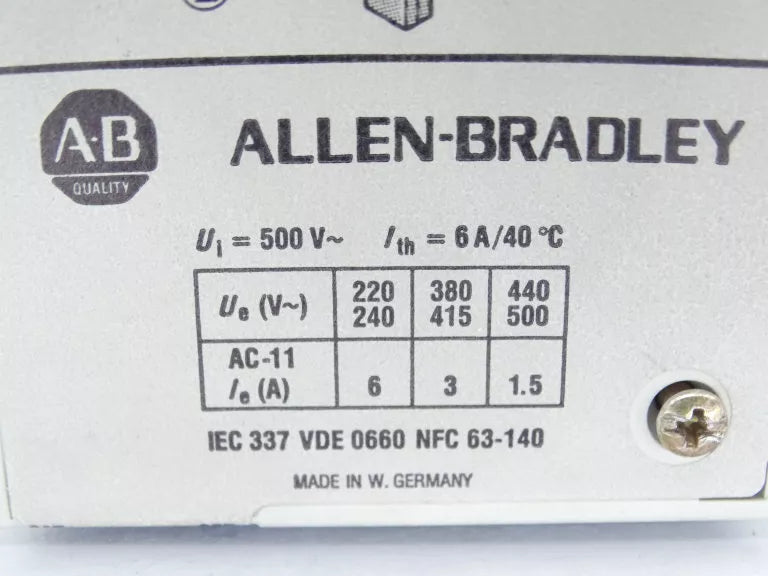 A-B
QUALITY
ALLEN-BRADLEY
Ui = 500 V~ Ith = 6 A/40 °C
Ue (V~) 220 240 380 415 440 500
AC-11
Ie (A) 6 3 1.5
IEC 337 VDE 0660 NFC 63-140
MADE IN W. GERMANY